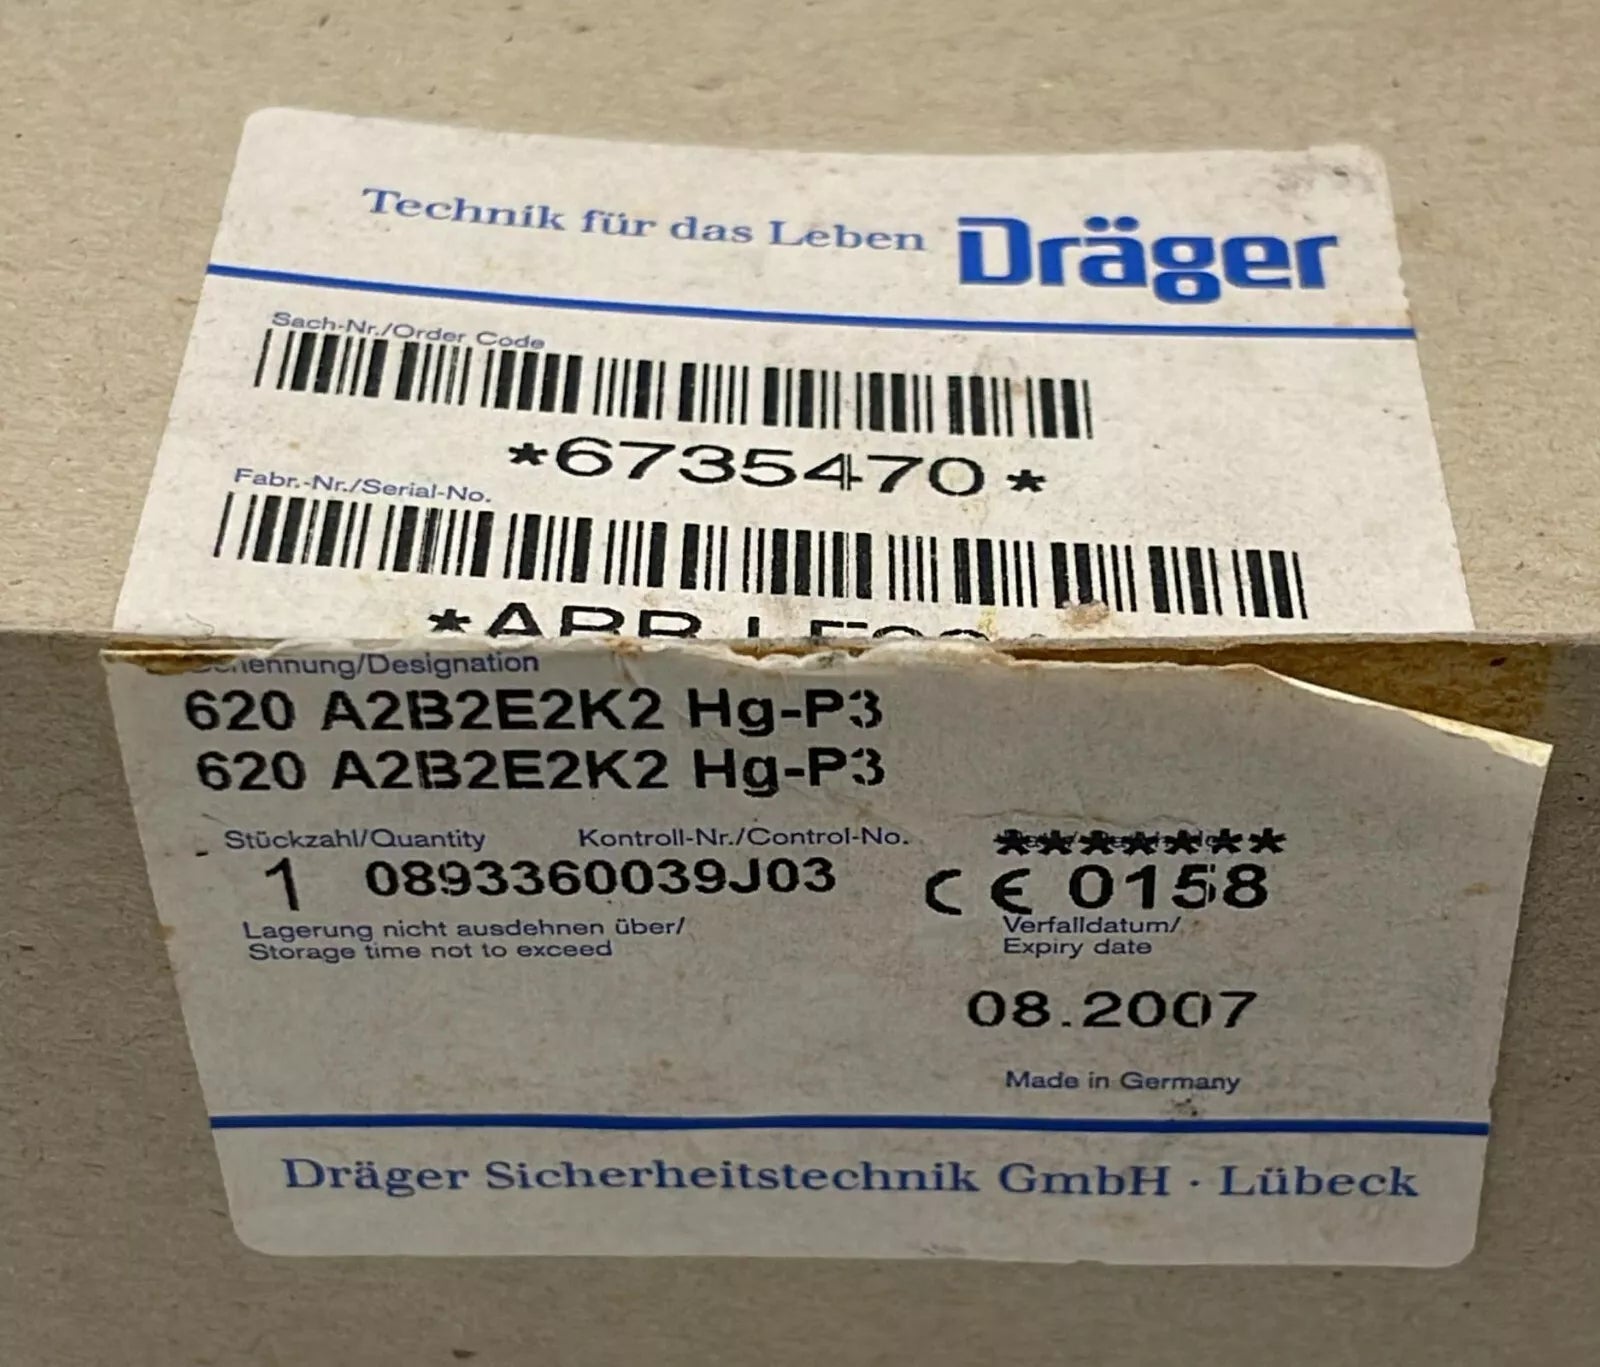 Technik für das Leben Dräger
Sach-Nr./Order Code
*6735470*
Fabr.-Nr./Serial-No.
/Designation
620 A2B2E2K2 Hg-P3
620 A2B2E2K2 Hg-P3
Stückzahl/Quantity Kontroll-Nr./Control-No. *******
1 0893360039J03 CE 0158
Lagerung nicht ausdehnen über/ Verfalldatum/
Storage time not to exceed Expiry date
08.2007
Made in Germany
Dräger Sicherheitstechnik GmbH · Lübeck